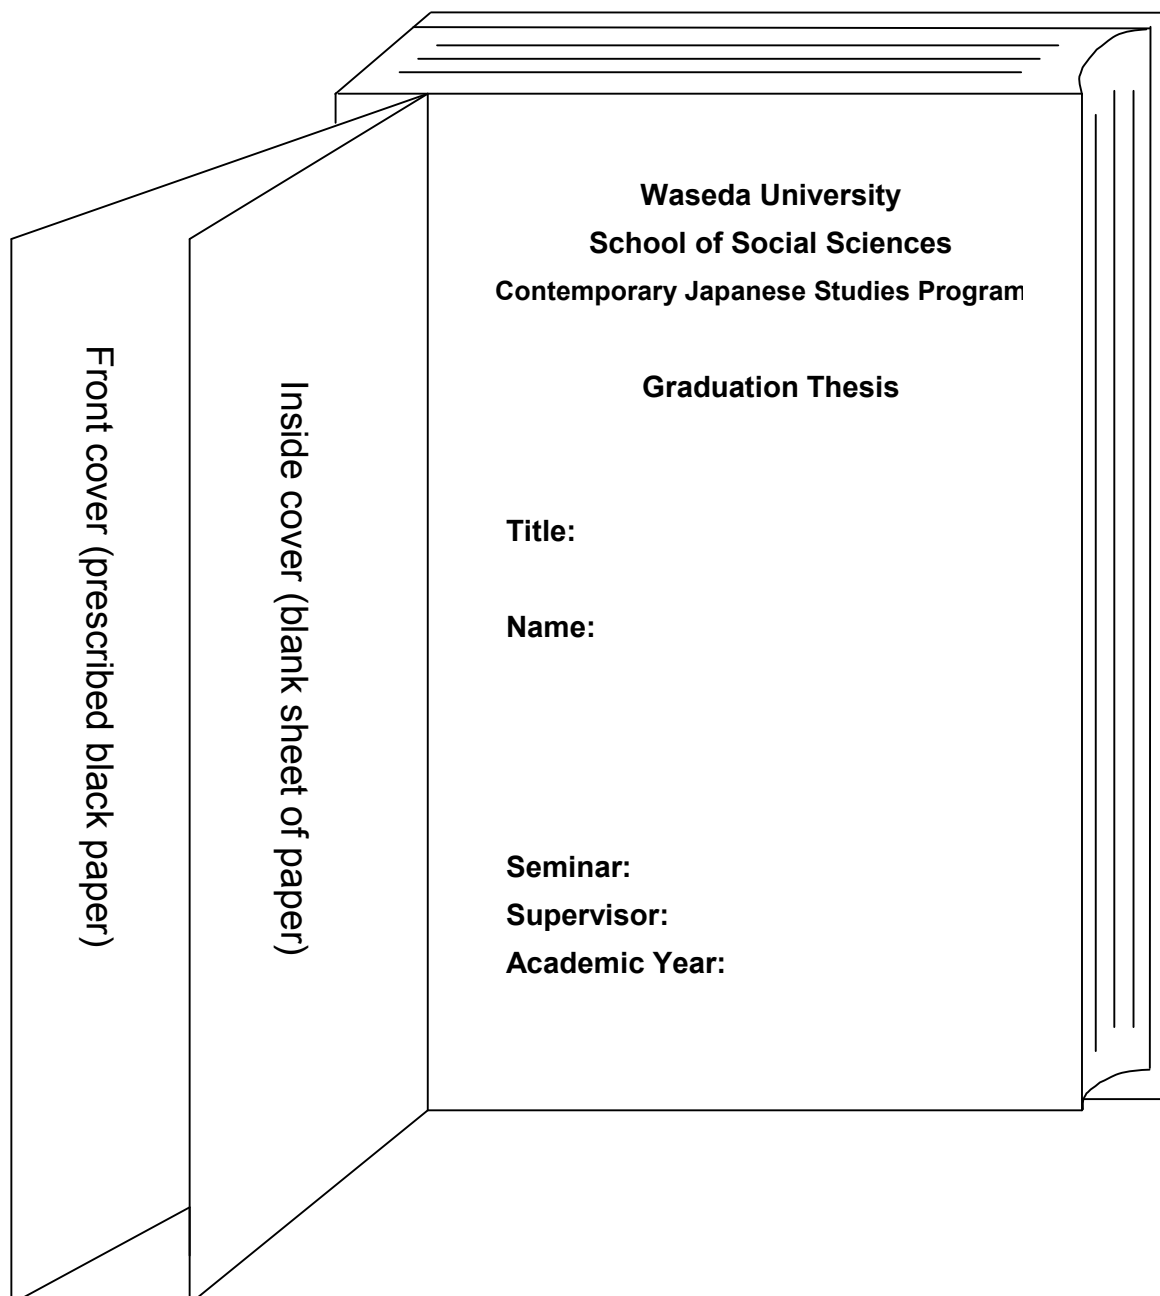 Waseda University
School of Social Sciences
Contemporary Japanese Studies Program
Graduation Thesis
Title:
Name:
Seminar:
Supervisor:
Academic Year:
Inside cover (blank sheet of paper)
Front cover (prescribed black paper)